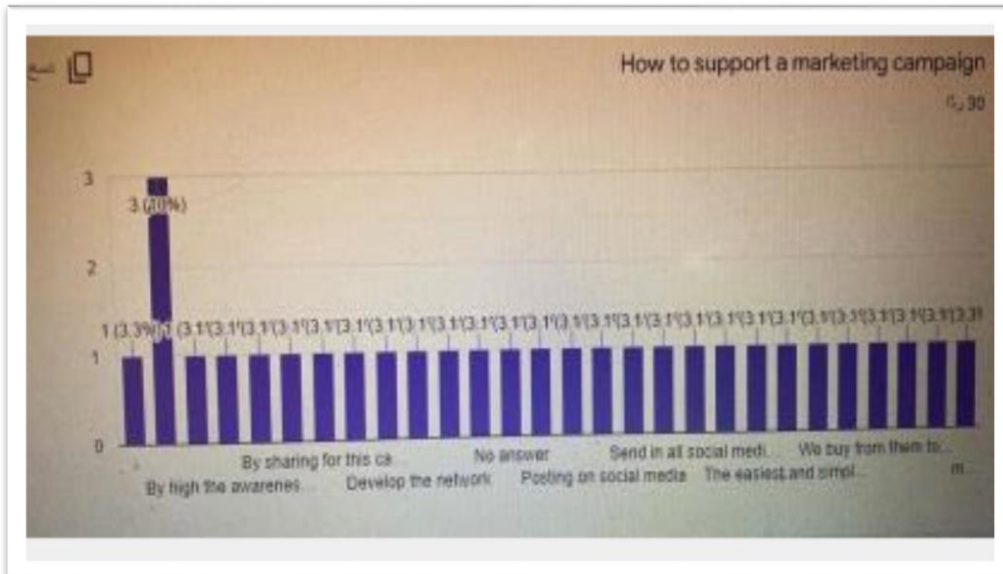 نسخ
How to support a marketing campaign
30 ردًا
3
3 (10%)
2
1 (3.3%)
1
0
By sharing for this ca...
No answer
Send in all social medi...
We buy from them to...
By high the awarenes...
Develop the network
Posting on social media
The easiest and simpl...
m...